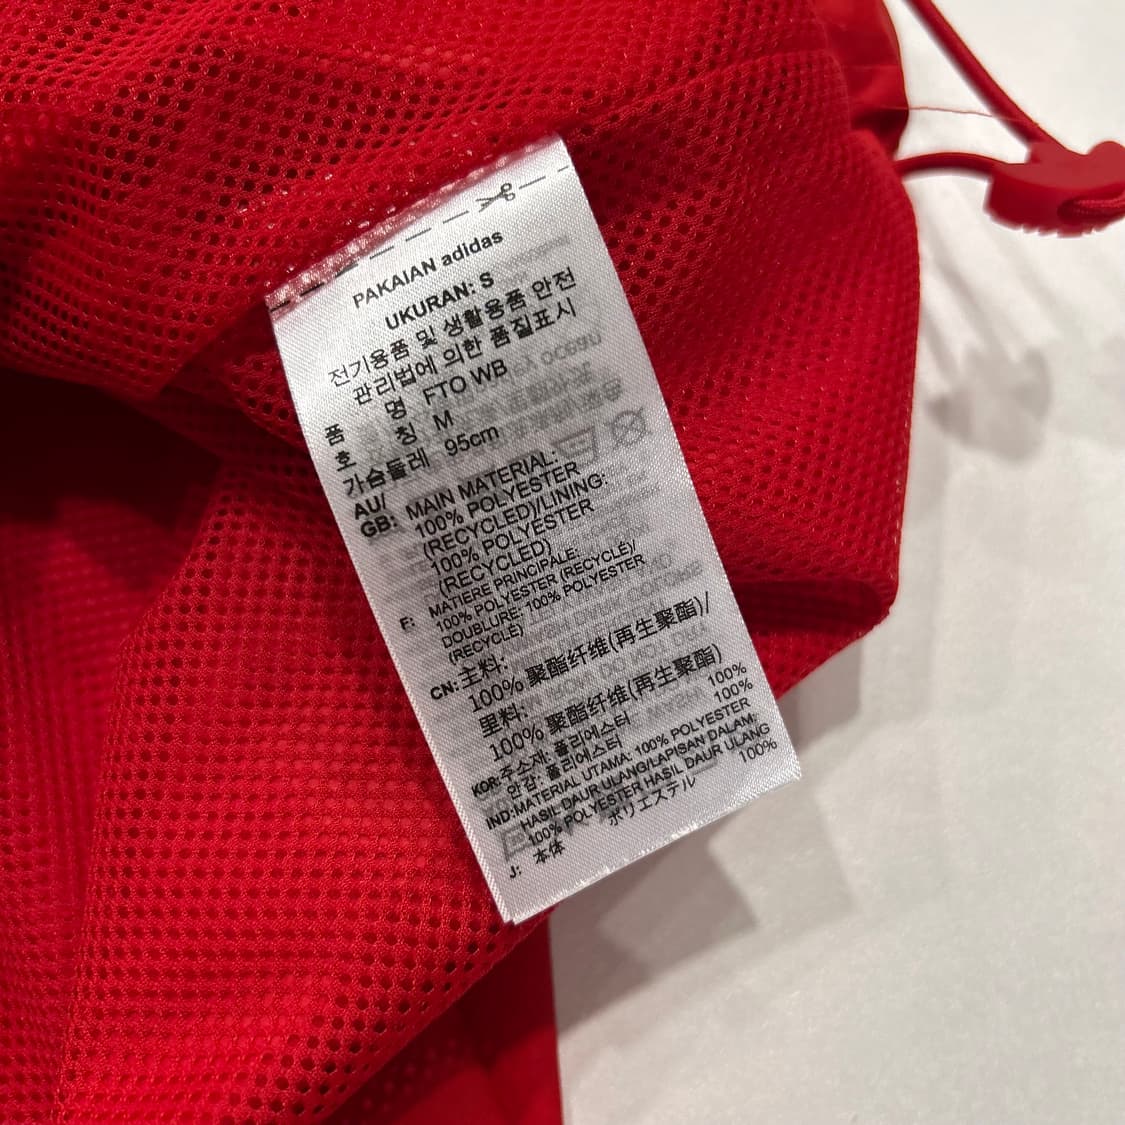 PAKAIAN adidas
UKURAN: S
전기용품 및 생활용품 안전
관리법에 의한 품질표시
품 명 FTO WB
호 칭 M
가슴둘레 95cm
AU/
GB: MAIN MATERIAL:
100% POLYESTER
(RECYCLED)/LINING:
100% POLYESTER
(RECYCLED)
F: MATIERE PRINCIPALE:
100% POLYESTER (RECYCLÉ)/
DOUBLURE: 100% POLYESTER
(RECYCLÉ)
CN: 主料:
100% 聚酯纤维(再生聚酯)/
里料:
100% 聚酯纤维(再生聚酯)
KOR: 주소재: 폴리에스터 100%
안감: 폴리에스터 100%
IND: MATERIAL UTAMA: 100% POLYESTER
HASIL DAUR ULANG/LAPISAN DALAM:
100% POLYESTER HASIL DAUR ULANG
J: 本体 ポリエステル 100%